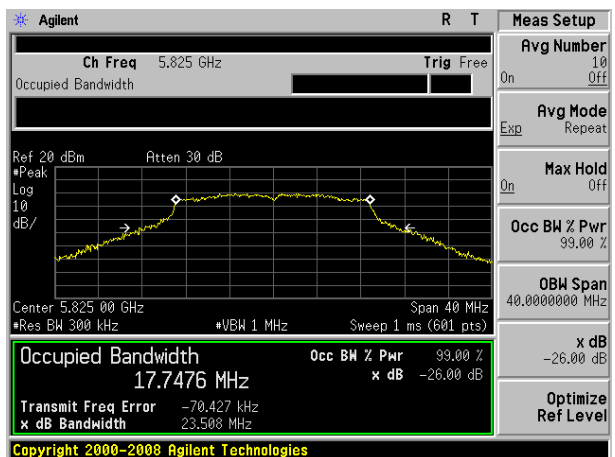 Agilent R T
Ch Freq 5.825 GHz Trig Free
Occupied Bandwidth
Ref 20 dBm Atten 30 dB
#Peak
Log
10
dB/
Center 5.825 00 GHz Span 40 MHz
#Res BW 300 kHz #VBW 1 MHz Sweep 1 ms (601 pts)
Occupied Bandwidth Occ BW % Pwr 99.00 %
17.7476 MHz x dB -26.00 dB
Transmit Freq Error -70.427 kHz
x dB Bandwidth 23.508 MHz
Copyright 2000-2008 Agilent Technologies
Meas Setup
Avg Number
10
On Off
Avg Mode
Exp Repeat
Max Hold
On Off
Occ BW % Pwr
99.00 %
OBW Span
40.0000000 MHz
x dB
-26.00 dB
Optimize
Ref Level